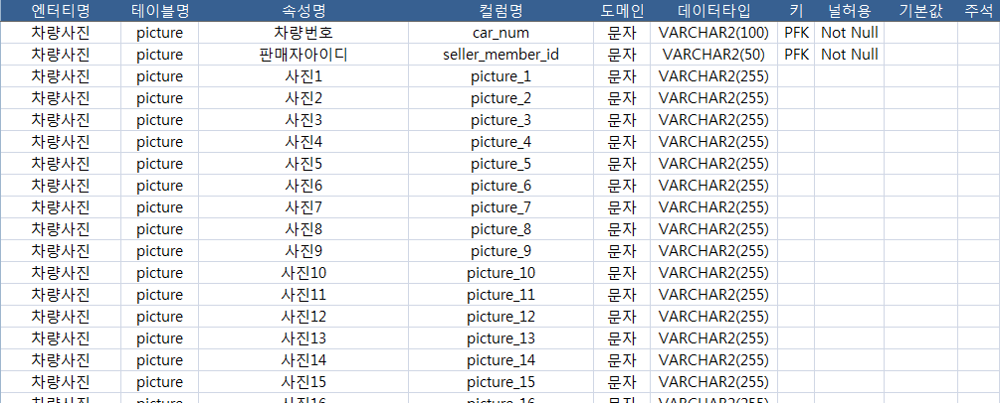 엔터티명 테이블명 속성명 컬럼명 도메인 데이터타입 키 널허용 기본값 주석
차량사진 picture 차량번호 car_num 문자 VARCHAR2(100) PFK Not Null
차량사진 picture 판매자아이디 seller_member_id 문자 VARCHAR2(50) PFK Not Null
차량사진 picture 사진1 picture_1 문자 VARCHAR2(255)
차량사진 picture 사진2 picture_2 문자 VARCHAR2(255)
차량사진 picture 사진3 picture_3 문자 VARCHAR2(255)
차량사진 picture 사진4 picture_4 문자 VARCHAR2(255)
차량사진 picture 사진5 picture_5 문자 VARCHAR2(255)
차량사진 picture 사진6 picture_6 문자 VARCHAR2(255)
차량사진 picture 사진7 picture_7 문자 VARCHAR2(255)
차량사진 picture 사진8 picture_8 문자 VARCHAR2(255)
차량사진 picture 사진9 picture_9 문자 VARCHAR2(255)
차량사진 picture 사진10 picture_10 문자 VARCHAR2(255)
차량사진 picture 사진11 picture_11 문자 VARCHAR2(255)
차량사진 picture 사진12 picture_12 문자 VARCHAR2(255)
차량사진 picture 사진13 picture_13 문자 VARCHAR2(255)
차량사진 picture 사진14 picture_14 문자 VARCHAR2(255)
차량사진 picture 사진15 picture_15 문자 VARCHAR2(255)
차량사진 picture 사진16 picture_16 문자 VARCHAR2(255)